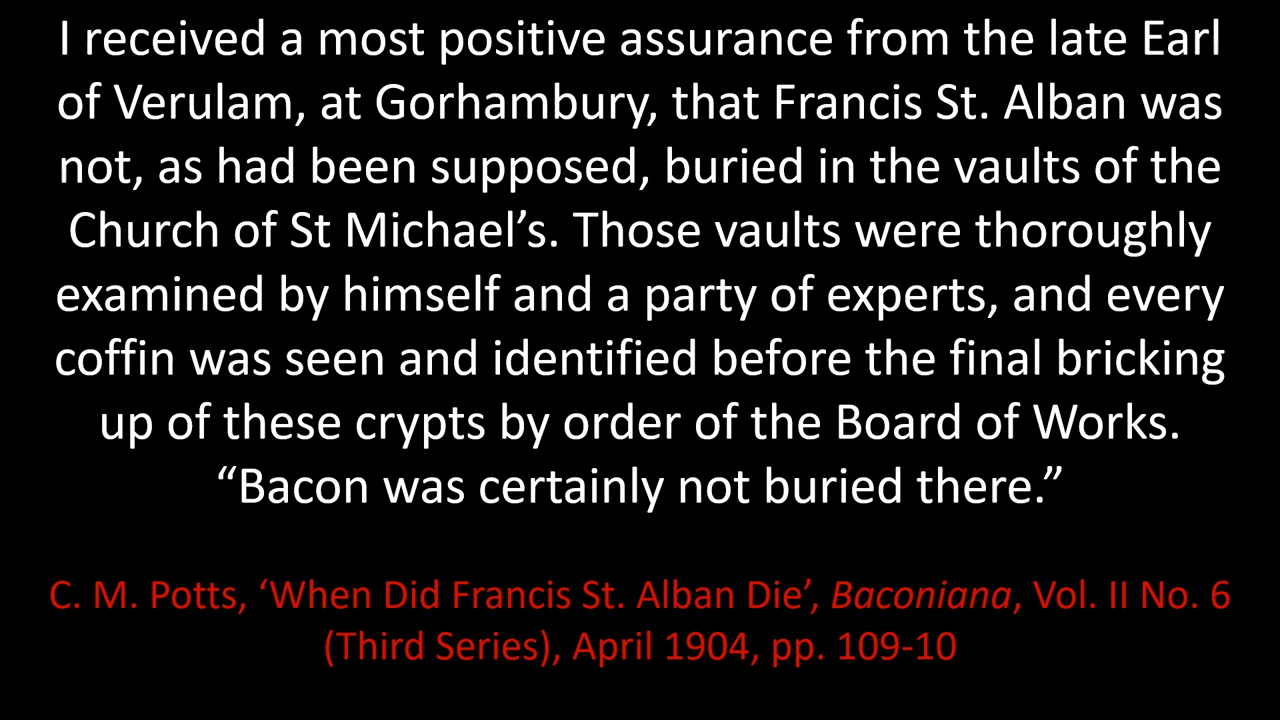 I received a most positive assurance from the late Earl
of Verulam, at Gorhambury, that Francis St. Alban was
not, as had been supposed, buried in the vaults of the
Church of St Michael’s. Those vaults were thoroughly
examined by himself and a party of experts, and every
coffin was seen and identified before the final bricking
up of these crypts by order of the Board of Works.
“Bacon was certainly not buried there.”
C. M. Potts, ‘When Did Francis St. Alban Die’, Baconiana, Vol. II No. 6
(Third Series), April 1904, pp. 109-10